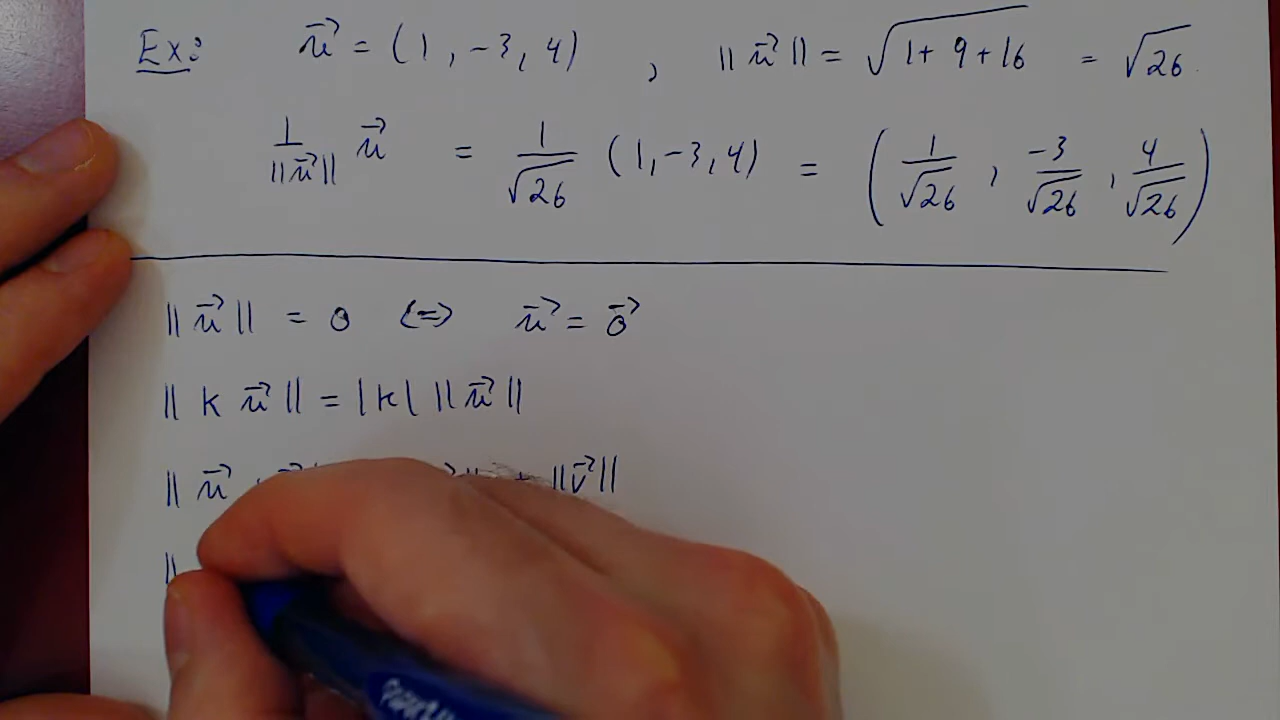 Ex: u⃗ = (1, -3, 4) , ||u⃗|| = √(1+9+16) = √26
1/||u⃗|| u⃗ = 1/√26 (1,-3,4) = (1/√26, -3/√26, 4/√26)
||u⃗|| = 0 <=> u⃗ = 0⃗
||k u⃗|| = |k| ||u⃗||
||u⃗ + ||v⃗||
||